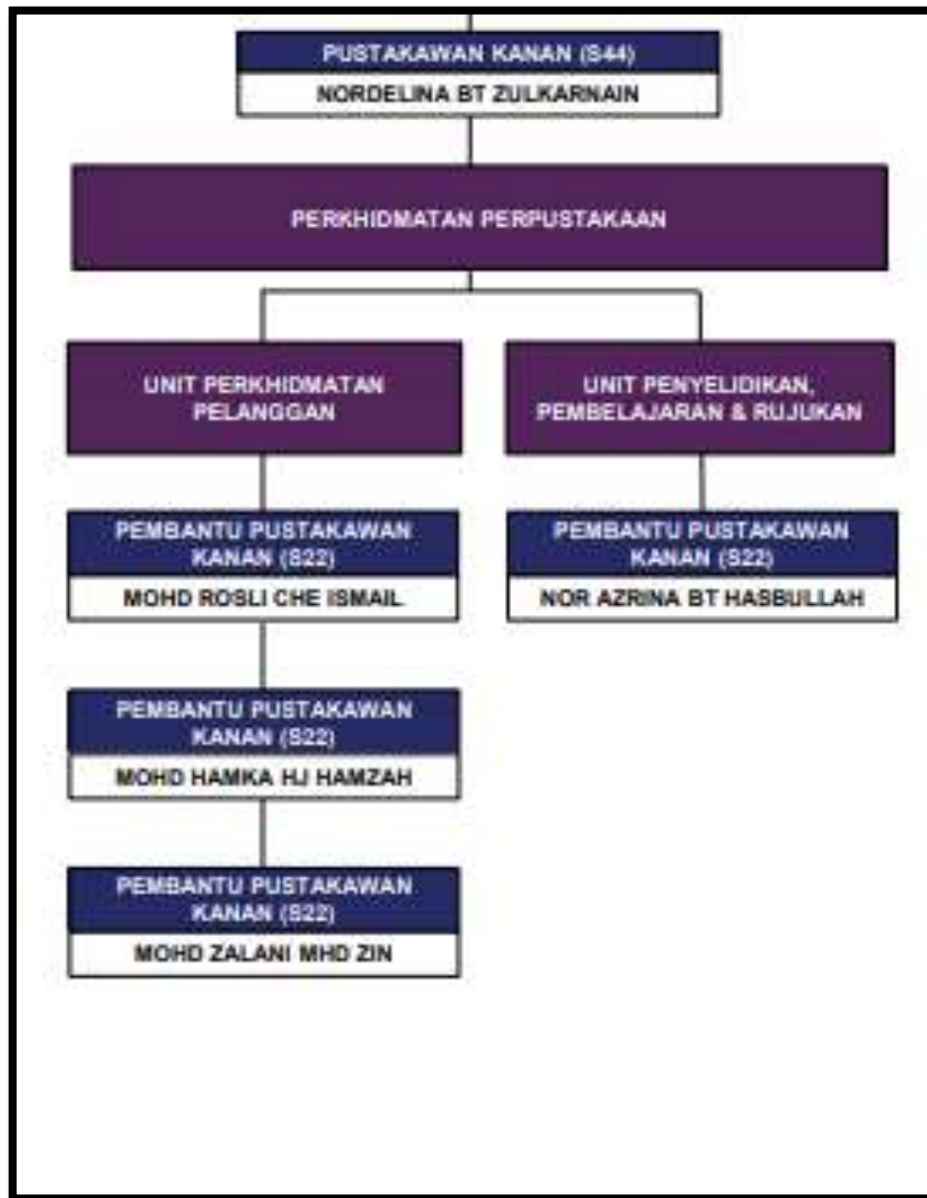 PUSTAKAWAN KANAN (S44)
NORDELINA BT ZULKARNAIN
PERKHIDMATAN PERPUSTAKAAN
UNIT PERKHIDMATAN
PELANGGAN
UNIT PENYELIDIKAN,
PEMBELAJARAN & RUJUKAN
PEMBANTU PUSTAKAWAN
KANAN (S22)
MOHD ROSLI CHE ISMAIL
PEMBANTU PUSTAKAWAN
KANAN (S22)
NOR AZRINA BT HASBULLAH
PEMBANTU PUSTAKAWAN
KANAN (S22)
MOHD HAMKA HJ HAMZAH
PEMBANTU PUSTAKAWAN
KANAN (S22)
MOHD ZALANI MHD ZIN